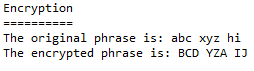 Encryption
==========
The original phrase is: abc xyz hi
The encrypted phrase is: BCD YZA IJ